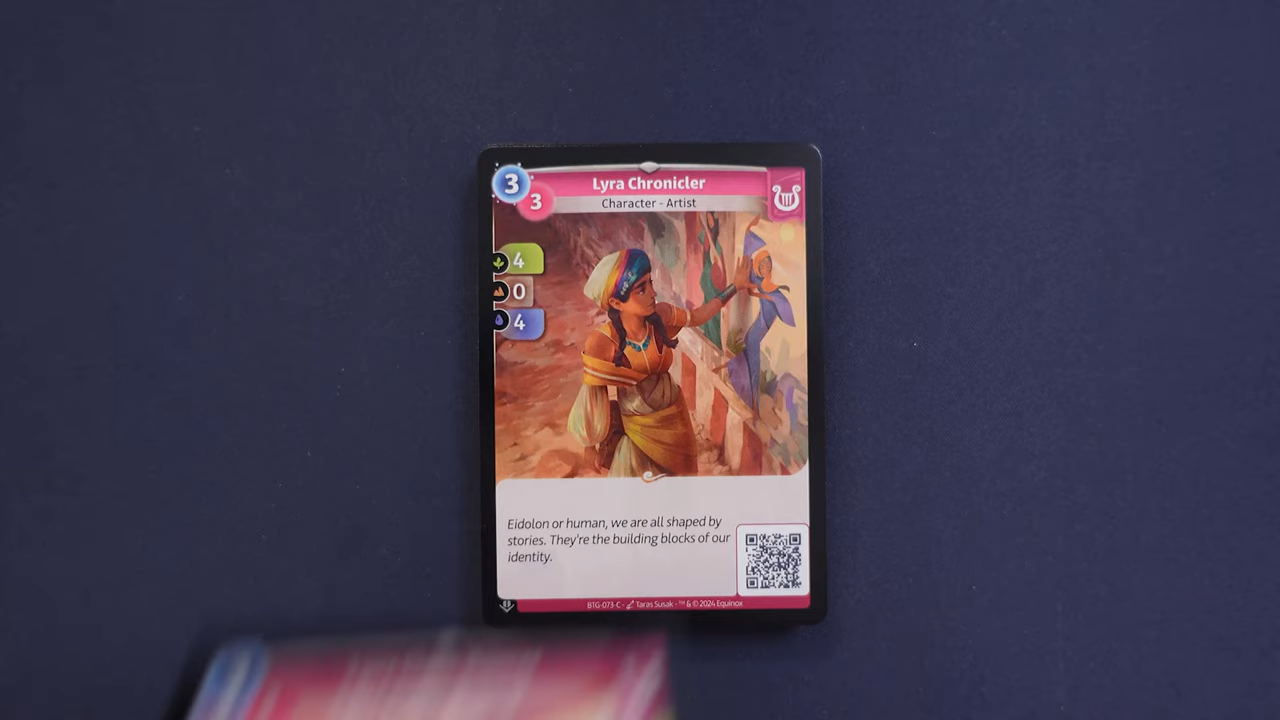 3
Lyra Chronicler
3
Character - Artist
4
0
4
Eidolon or human, we are all shaped by
stories. They're the building blocks of our
identity.
BTG-073-C - Taras Susak - ™ & © 2024 Equinox